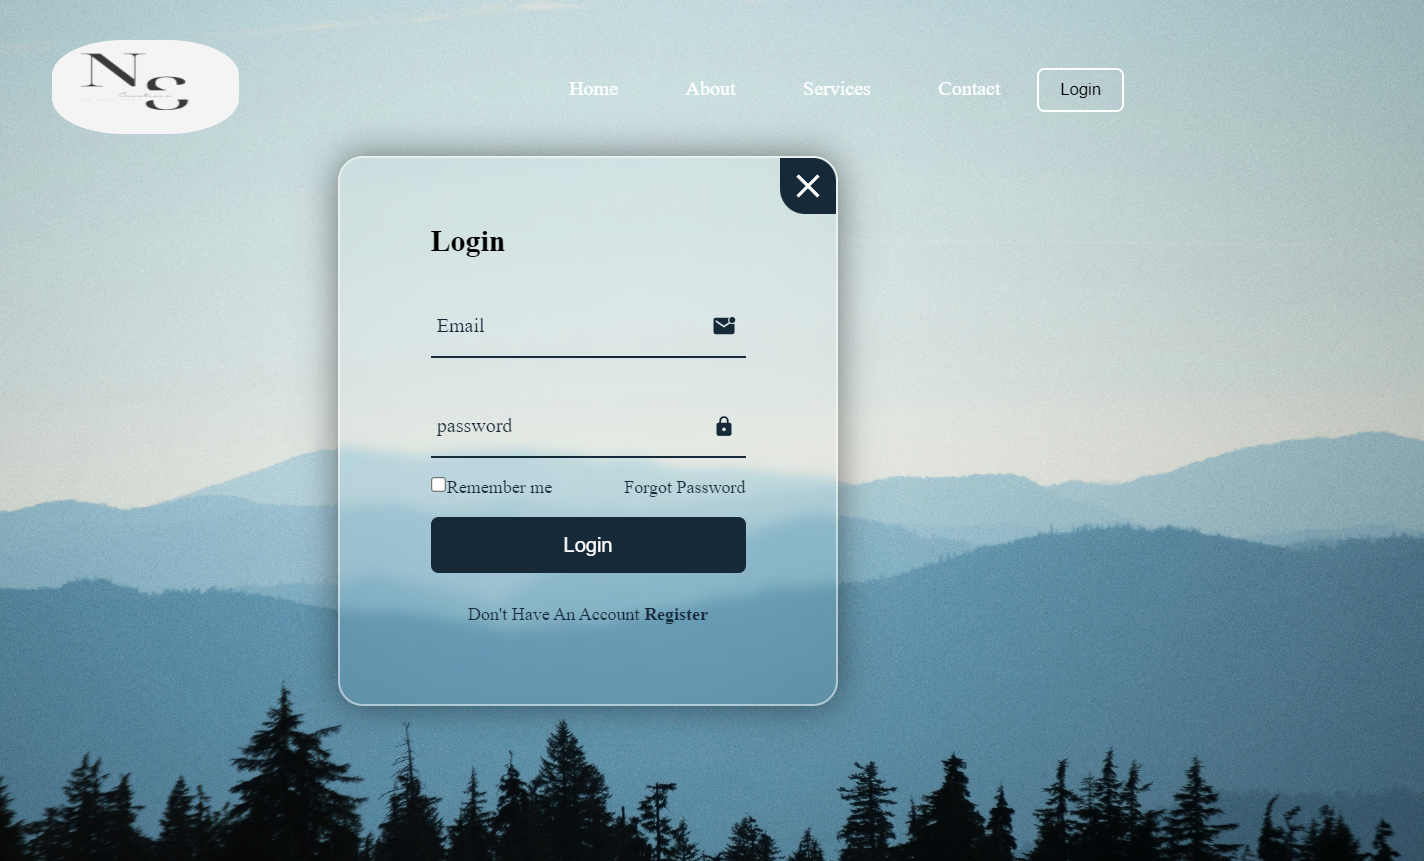 NS
Home About Services Contact Login
Login
Email
password
Remember me Forgot Password
Login
Don't Have An Account Register